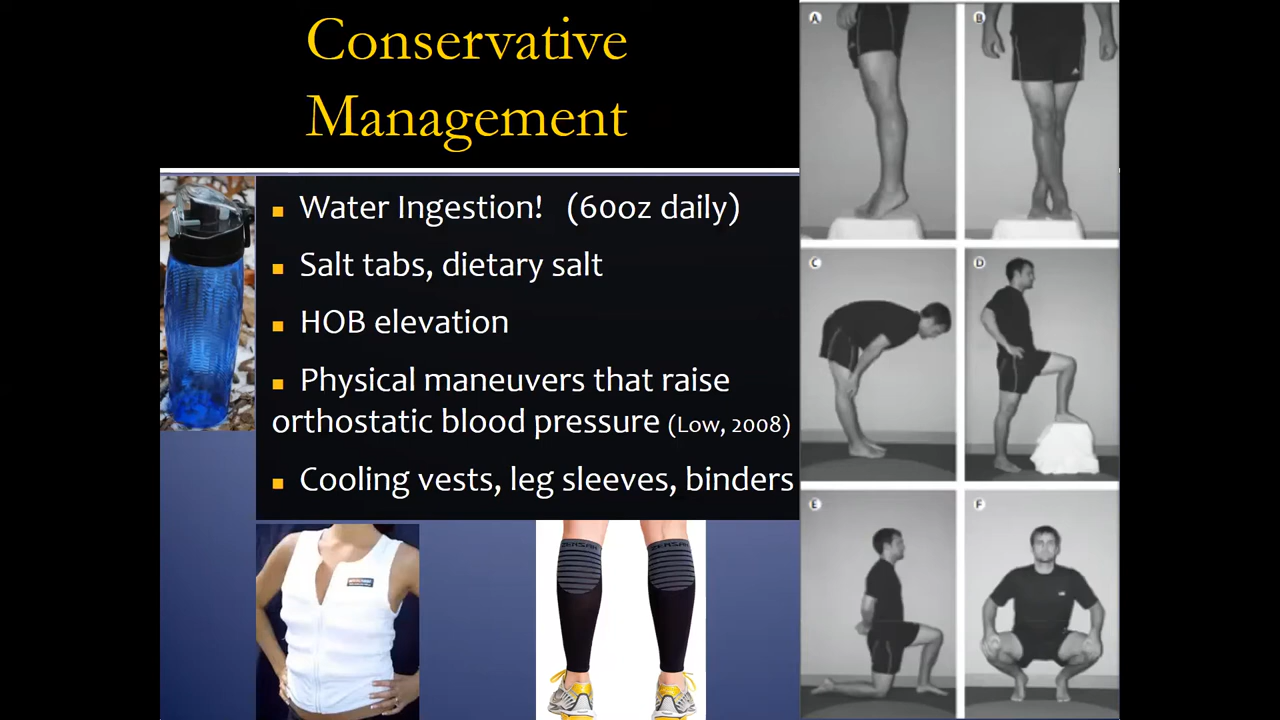 Conservative
Management
Water Ingestion! (60oz daily)
Salt tabs, dietary salt
HOB elevation
Physical maneuvers that raise
orthostatic blood pressure (Low, 2008)
Cooling vests, leg sleeves, binders
A
B
C
D
E
F